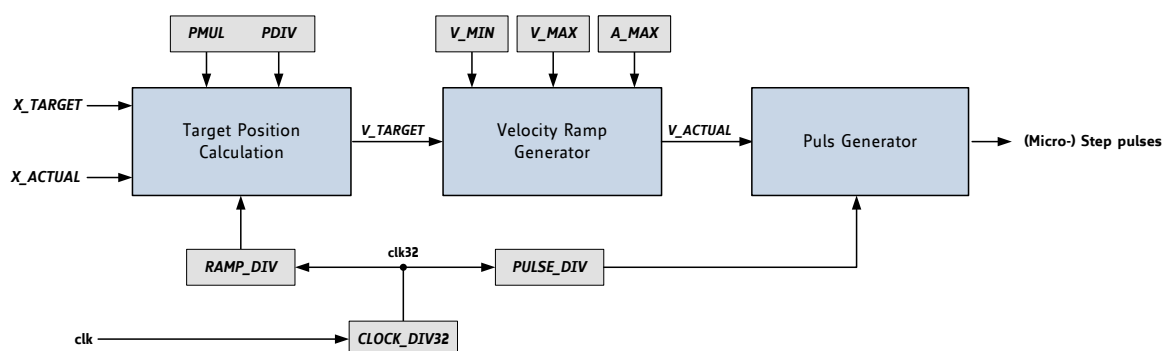 PMUL PDIV
V_MIN
V_MAX
A_MAX
X_TARGET
X_ACTUAL
Target Position
Calculation
V_TARGET
Velocity Ramp
Generator
V_ACTUAL
Puls Generator
(Micro-) Step pulses
RAMP_DIV
clk32
PULSE_DIV
clk
CLOCK_DIV32